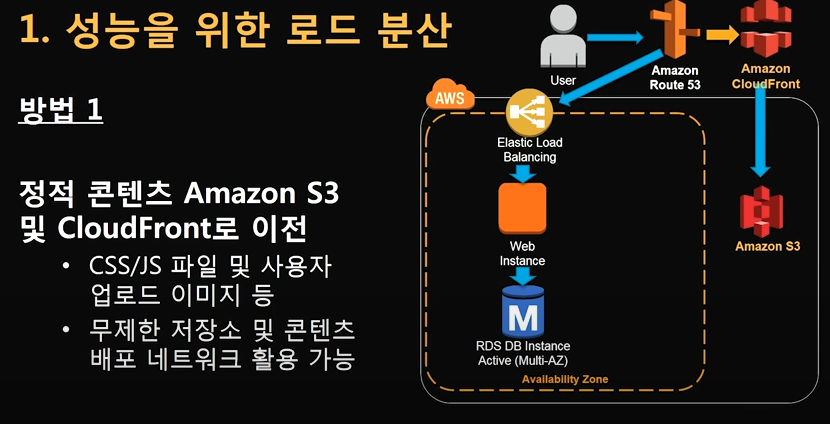 1. 성능을 위한 로드 분산
방법 1
정적 콘텐츠 Amazon S3
및 CloudFront로 이전
• CSS/JS 파일 및 사용자
업로드 이미지 등
• 무제한 저장소 및 콘텐츠
배포 네트워크 활용 가능
User
Amazon
Route 53
Amazon
CloudFront
AWS
Elastic Load
Balancing
Web
Instance
Amazon S3
M
RDS DB Instance
Active (Multi-AZ)
Availability Zone